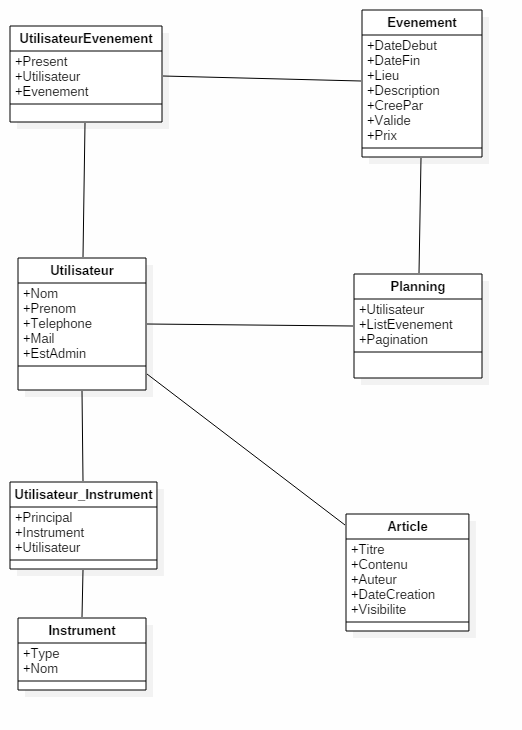 UtilisateurEvenement
+Present
+Utilisateur
+Evenement
Evenement
+DateDebut
+DateFin
+Lieu
+Description
+CreePar
+Valide
+Prix
Utilisateur
+Nom
+Prenom
+Telephone
+Mail
+EstAdmin
Planning
+Utilisateur
+ListEvenement
+Pagination
Utilisateur_Instrument
+Principal
+Instrument
+Utilisateur
Article
+Titre
+Contenu
+Auteur
+DateCreation
+Visibilite
Instrument
+Type
+Nom